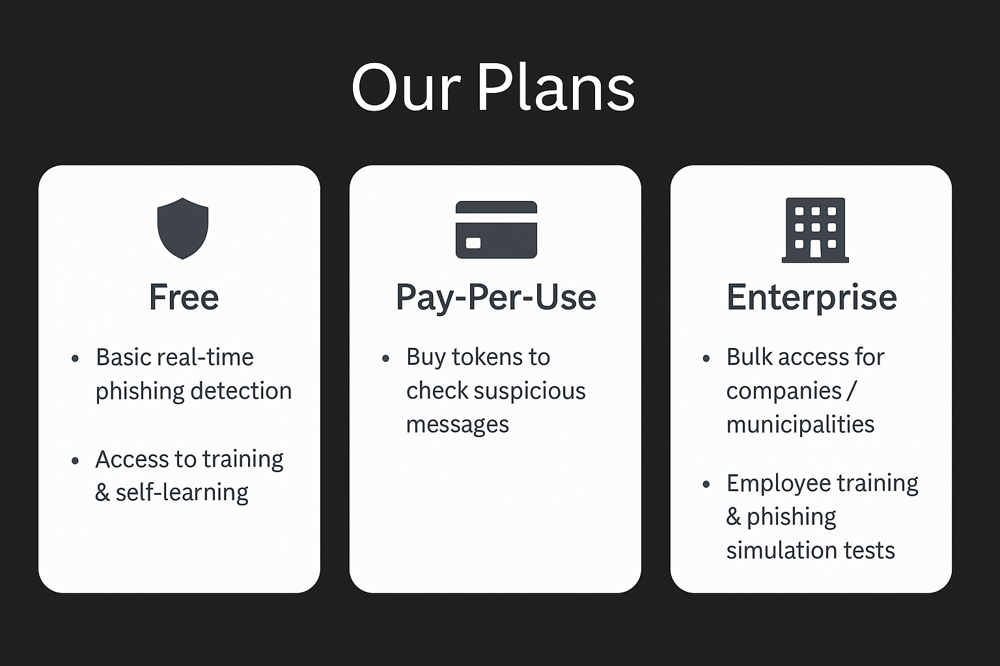 Our Plans
Free
• Basic real-time
phishing detection
• Access to training
& self-learning
Pay-Per-Use
• Buy tokens to
check suspicious
messages
Enterprise
• Bulk access for
companies /
municipalities
• Employee training
& phishing
simulation tests